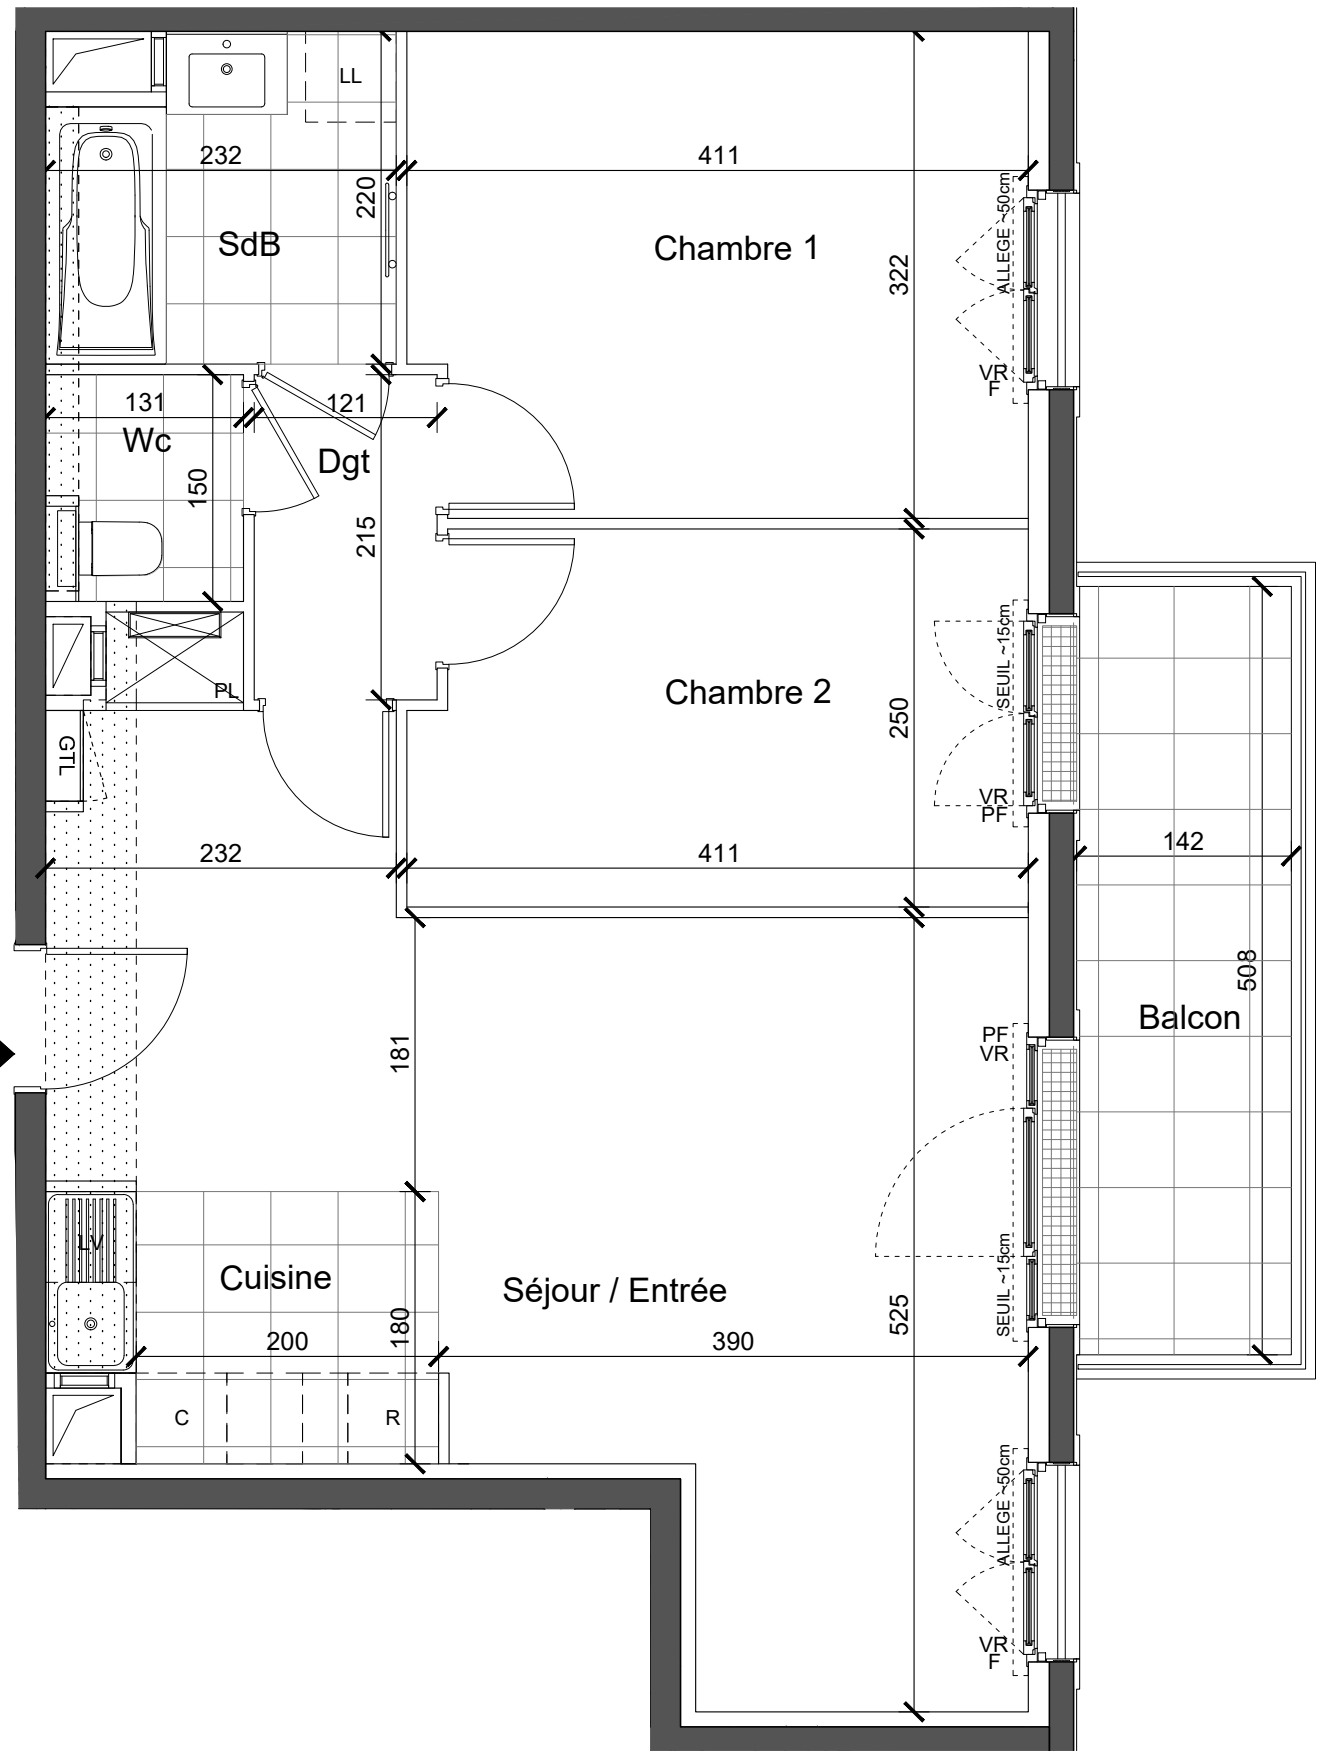 LL
232
411
220
ALLEGE ~50cm
SdB
Chambre 1
322
VR
F
131
121
Wc
Dgt
150
215
SEUIL ~15cm
PL
Chambre 2
250
GTL
VR
PF
232
411
142
508
Balcon
PF
VR
181
LV
Cuisine
Séjour / Entrée
SEUIL ~15cm
180
525
200
390
C
R
ALLEGE ~50cm
VR
F